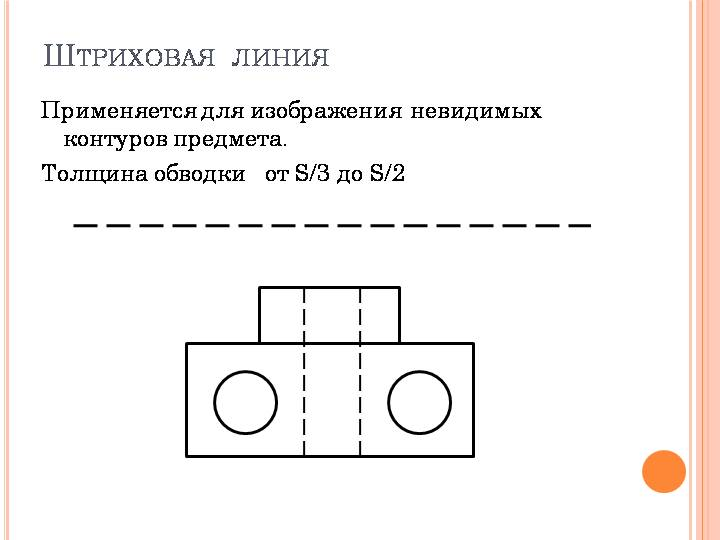 Штриховая линия
Применяется для изображения невидимых
контуров предмета.
Толщина обводки от S/3 до S/2